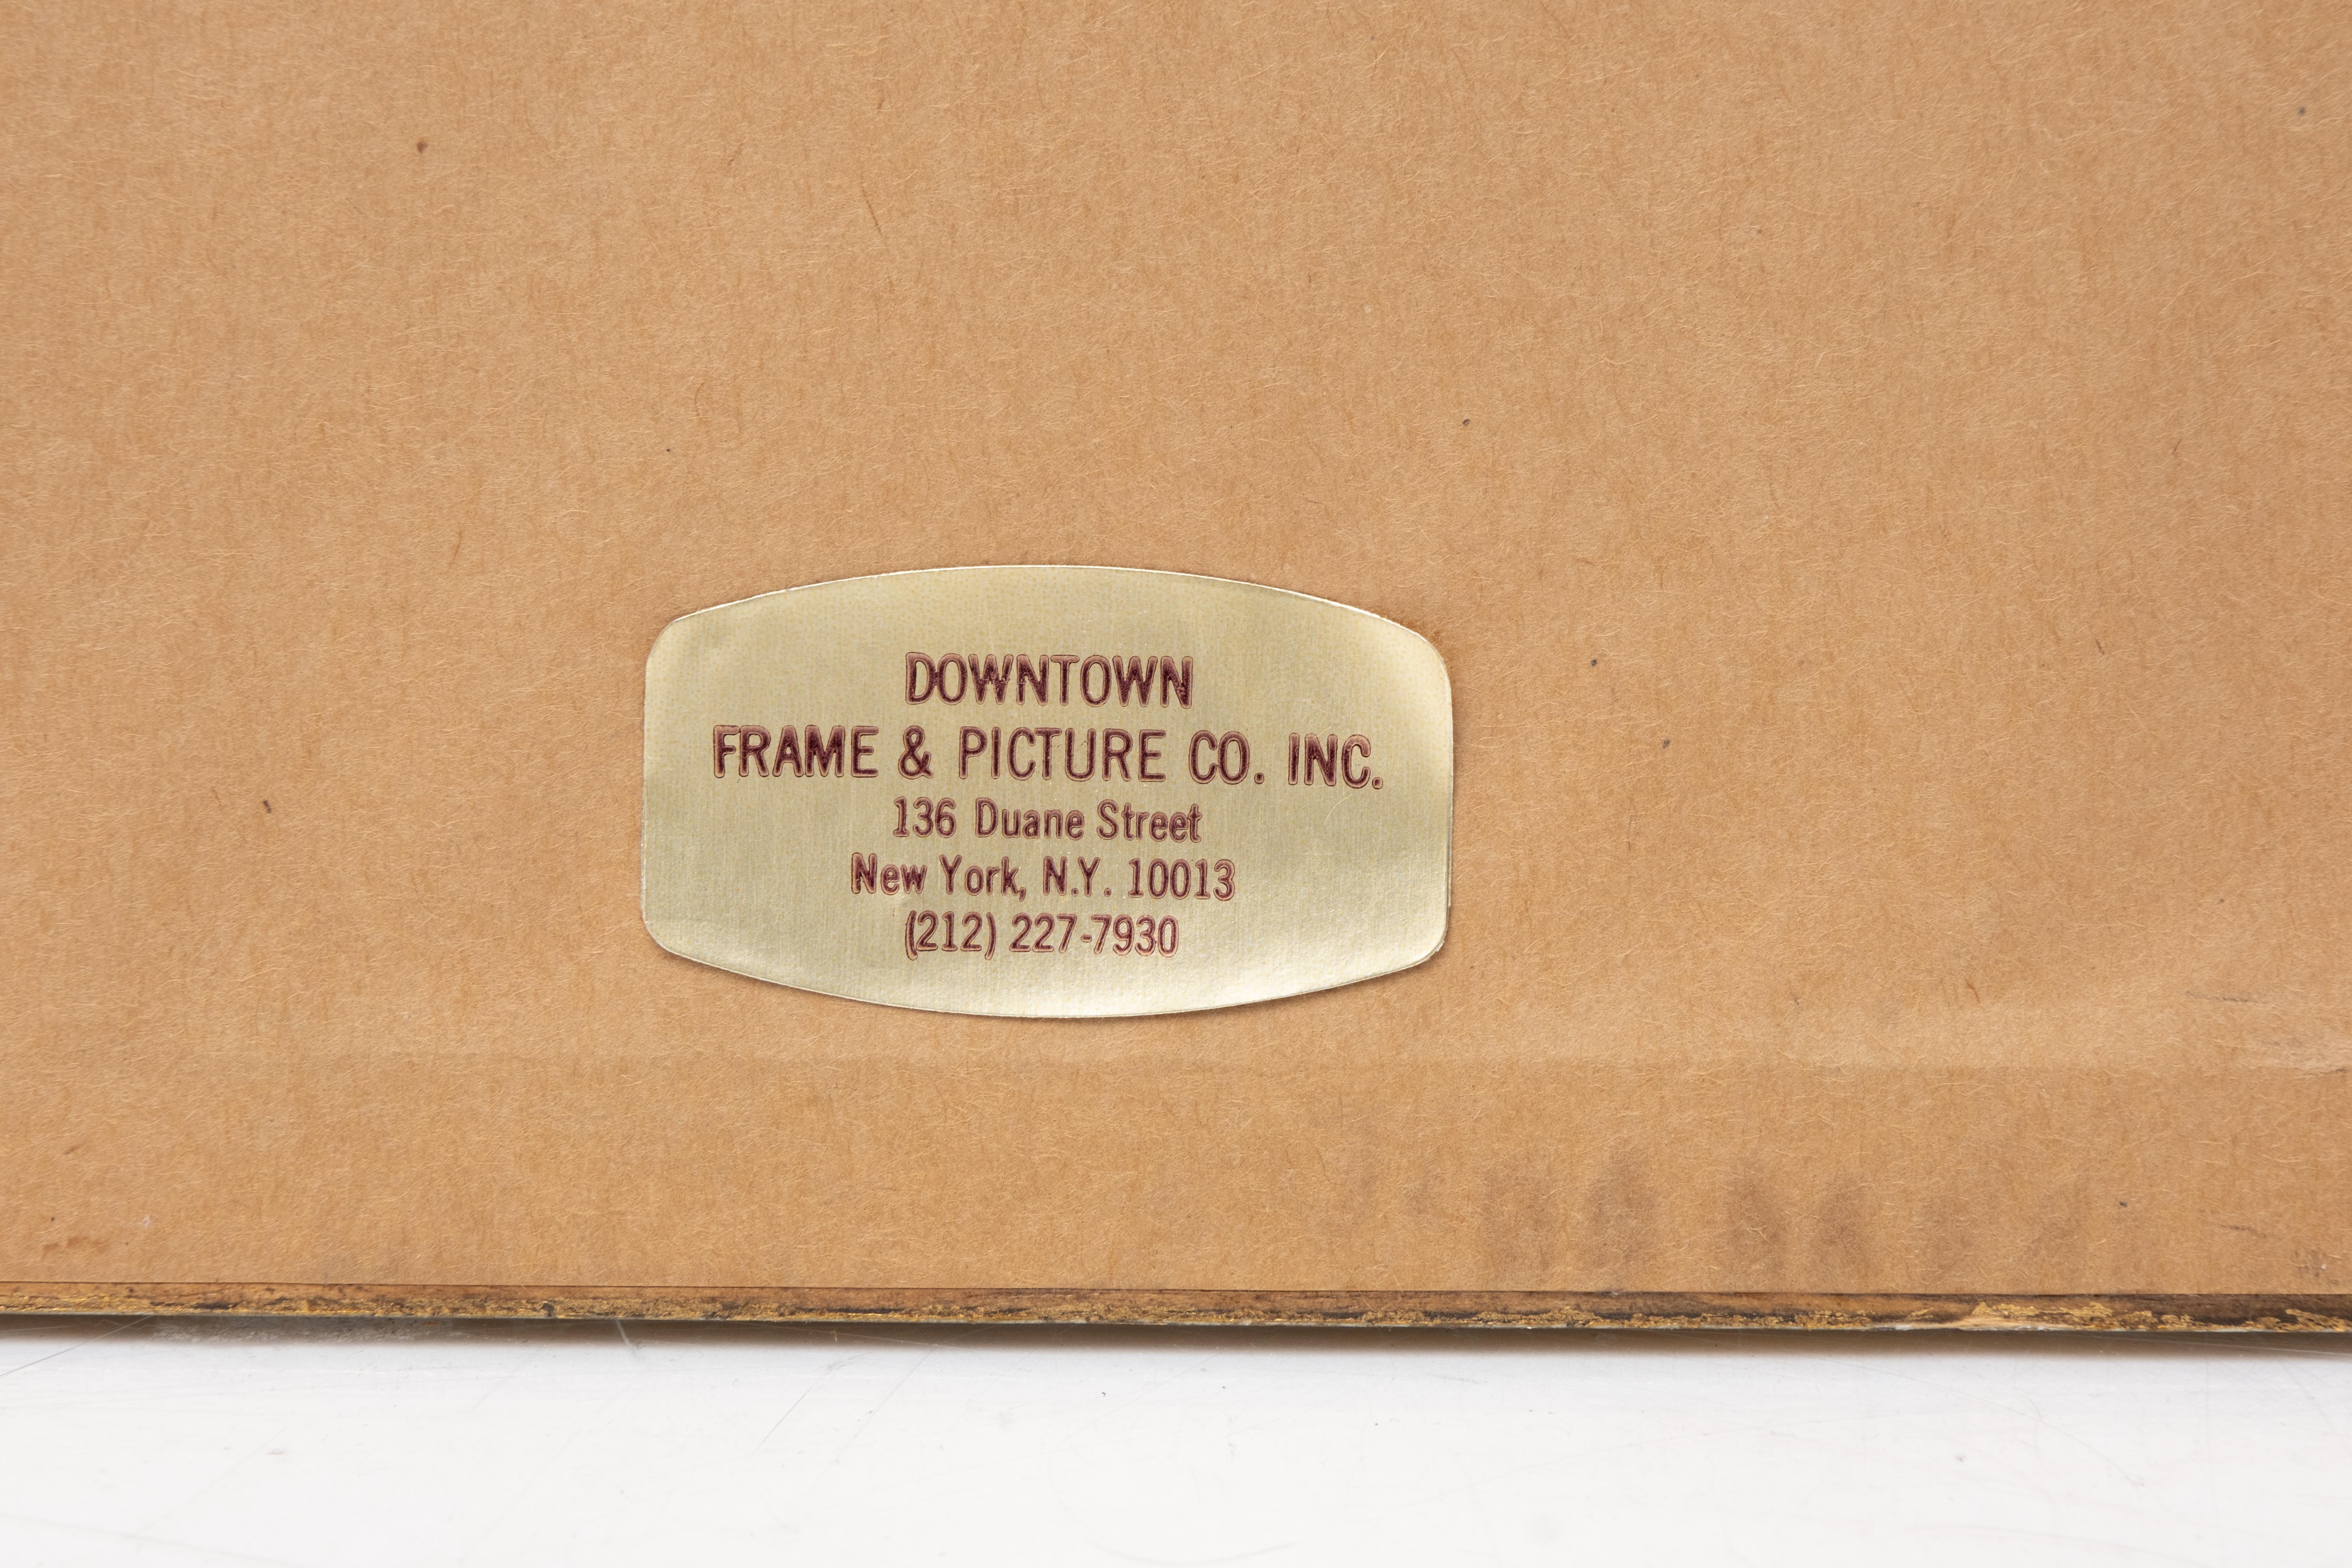 DOWNTOWN
FRAME & PICTURE CO. INC.
136 Duane Street
New York, N.Y. 10013
(212) 227-7930